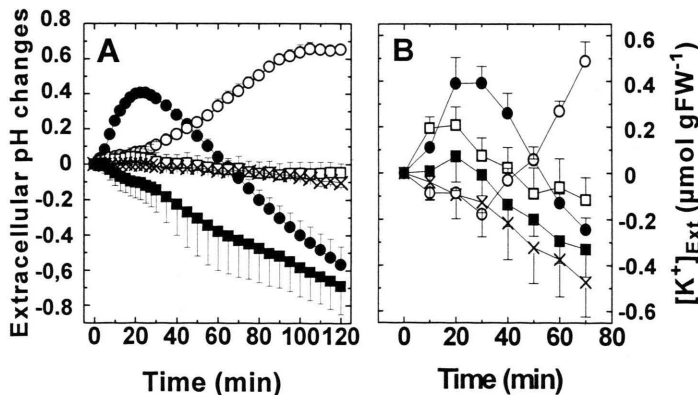 A
B
Extracellular pH changes
0.8
0.6
0.4
0.2
0
-0.2
-0.4
-0.6
-0.8
0 20 40 60 80 100 120
Time (min)
0.6
0.4
0.2
0
-0.2
-0.4
-0.6
0 20 40 60 80
Time (min)
[K+]Ext (µmol gFW-1)